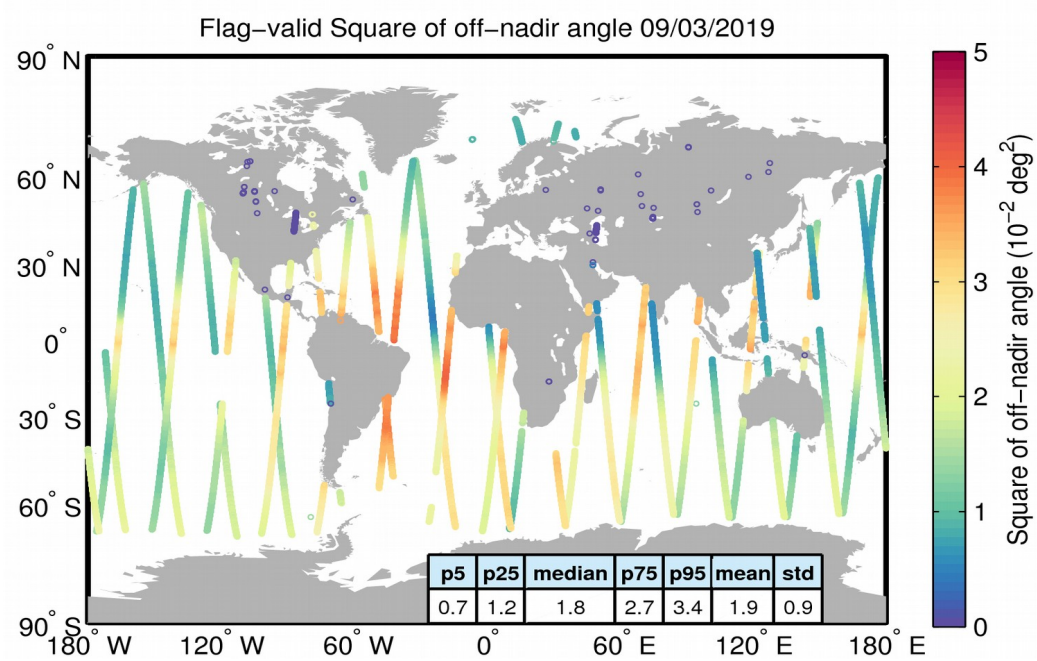 Flag−valid Square of off−nadir angle 09/03/2019
90° N
60° N
30° N
0°
30° S
60° S
90° S
180° W 120° W 60° W 0° 60° E 120° E 180° E
p5 p25 median p75 p95 mean std
0.7 1.2 1.8 2.7 3.4 1.9 0.9
5
4
3
2
1
0
Square of off−nadir angle (10⁻² deg²)